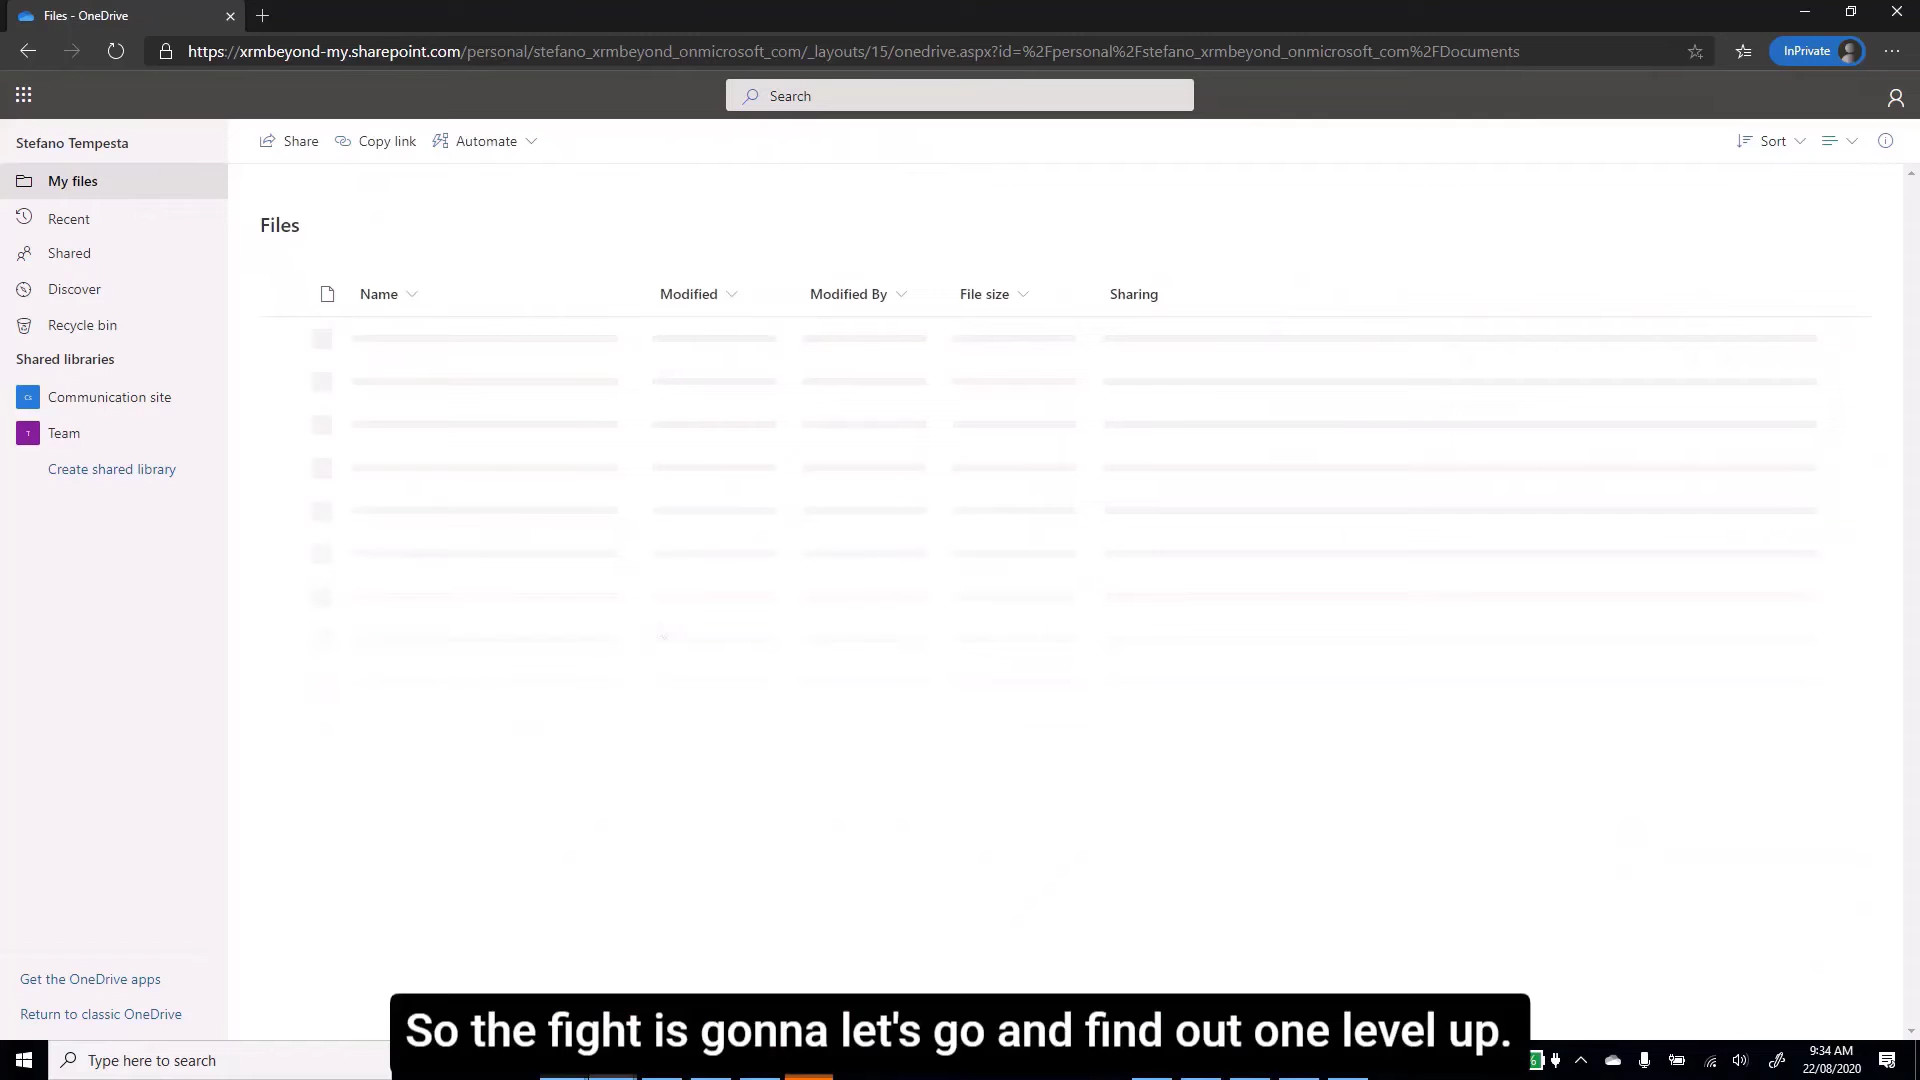 Files - OneDrive
https://xrmbeyond-my.sharepoint.com/personal/stefano_xrmbeyond_onmicrosoft_com/_layouts/15/onedrive.aspx?id=%2Fpersonal%2Fstefano_xrmbeyond_onmicrosoft_com%2FDocuments
InPrivate
Search
Stefano Tempesta
Share
Copy link
Automate
Sort
My files
Recent
Shared
Discover
Recycle bin
Shared libraries
Cs Communication site
T Team
Create shared library
Files
Name Modified Modified By File size Sharing
Get the OneDrive apps
Return to classic OneDrive
So the fight is gonna let's go and find out one level up.
Type here to search
9:34 AM
22/08/2020